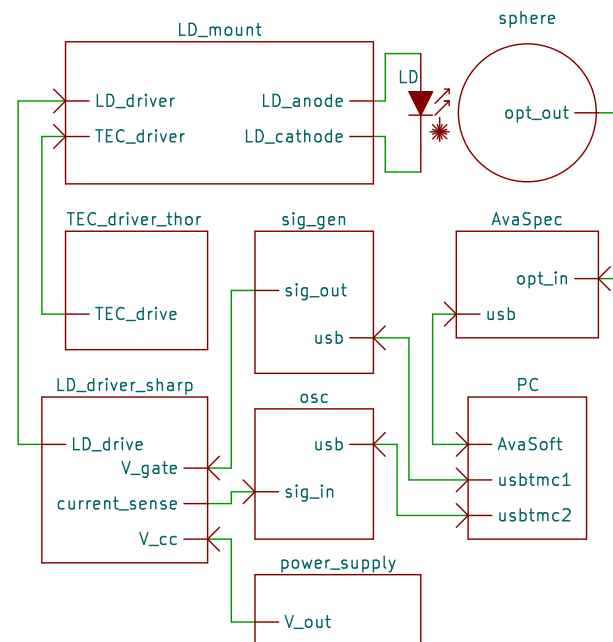 sphere
LD_mount
LD
LD_driver
LD_anode
opt_out
TEC_driver
LD_cathode
TEC_driver_thor
sig_gen
AvaSpec
opt_in
sig_out
TEC_drive
usb
usb
LD_driver_sharp
osc
PC
LD_drive
usb
AvaSoft
V_gate
usbtmc1
current_sense
sig_in
usbtmc2
V_cc
power_supply
V_out